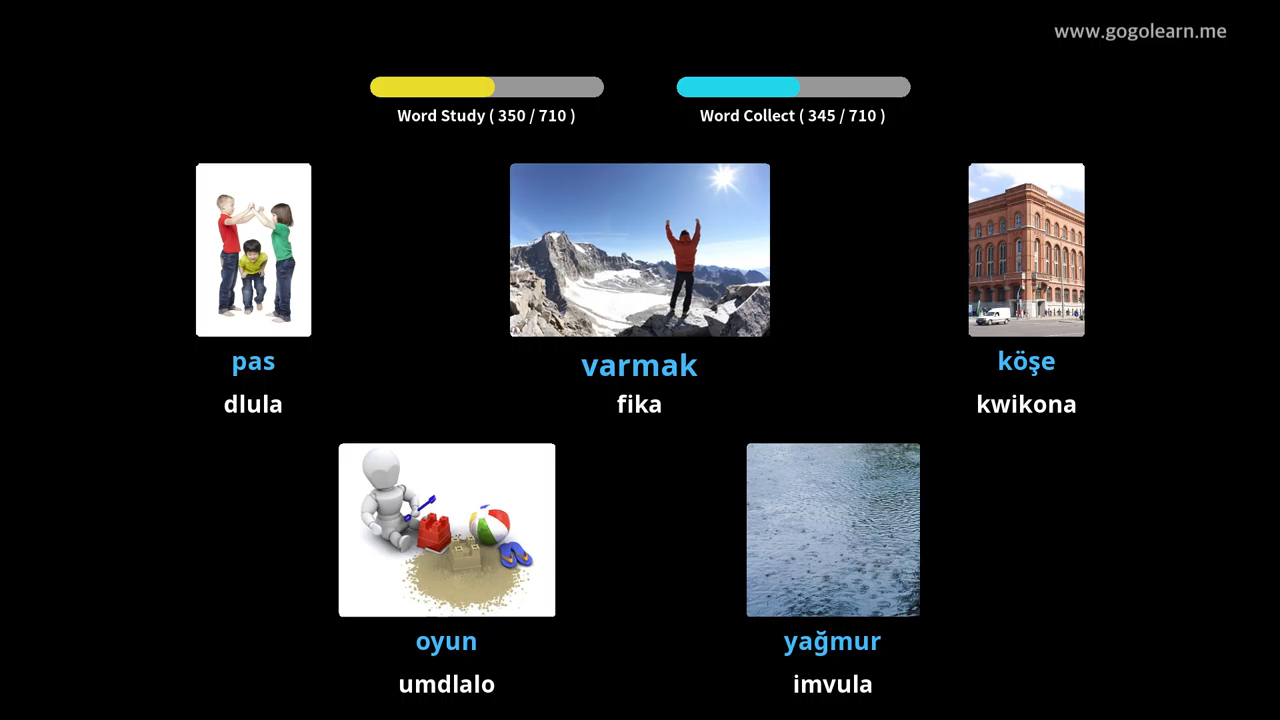 www.gogolearn.me
Word Study ( 350 / 710 )
Word Collect ( 345 / 710 )
pas
dlula
varmak
fika
köşe
kwikona
oyun
umdlalo
yağmur
imvula